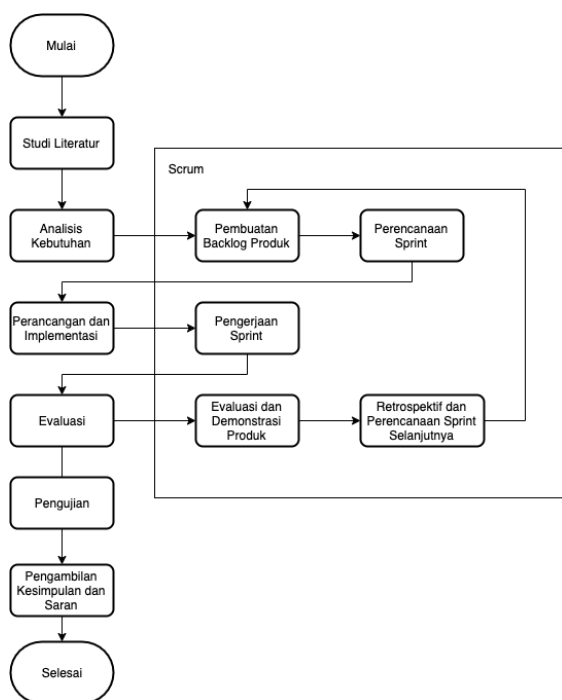 Mulai
Studi Literatur
Scrum
Analisis
Kebutuhan
Pembuatan
Backlog Produk
Perencanaan
Sprint
Perancangan dan
Implementasi
Pengerjaan
Sprint
Evaluasi
Evaluasi dan
Demonstrasi
Produk
Retrospektif dan
Perencanaan Sprint
Selanjutnya
Pengujian
Pengambilan
Kesimpulan dan
Saran
Selesai